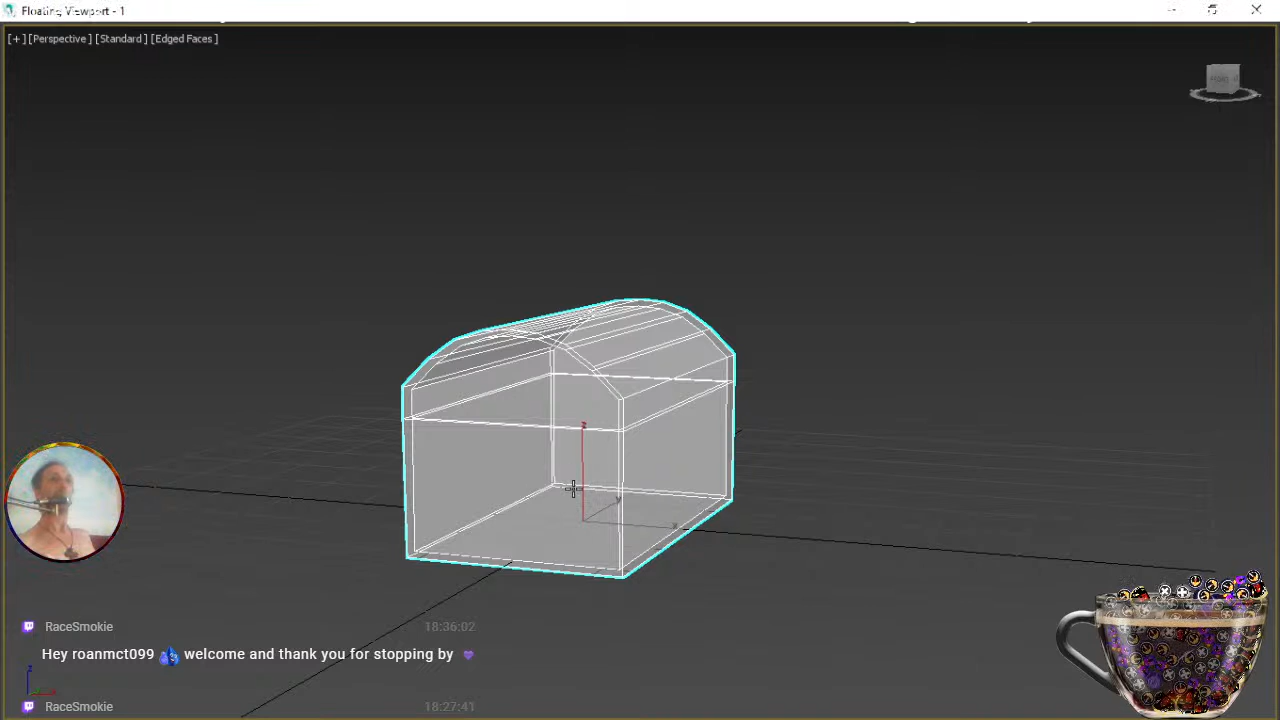 Floating Viewport - 1
[+] [Perspective] [Standard] [Edged Faces]
z
y
x
RaceSmokie 18:36:02
Hey roanmct099 welcome and thank you for stopping by
z
RaceSmokie 18:27:41